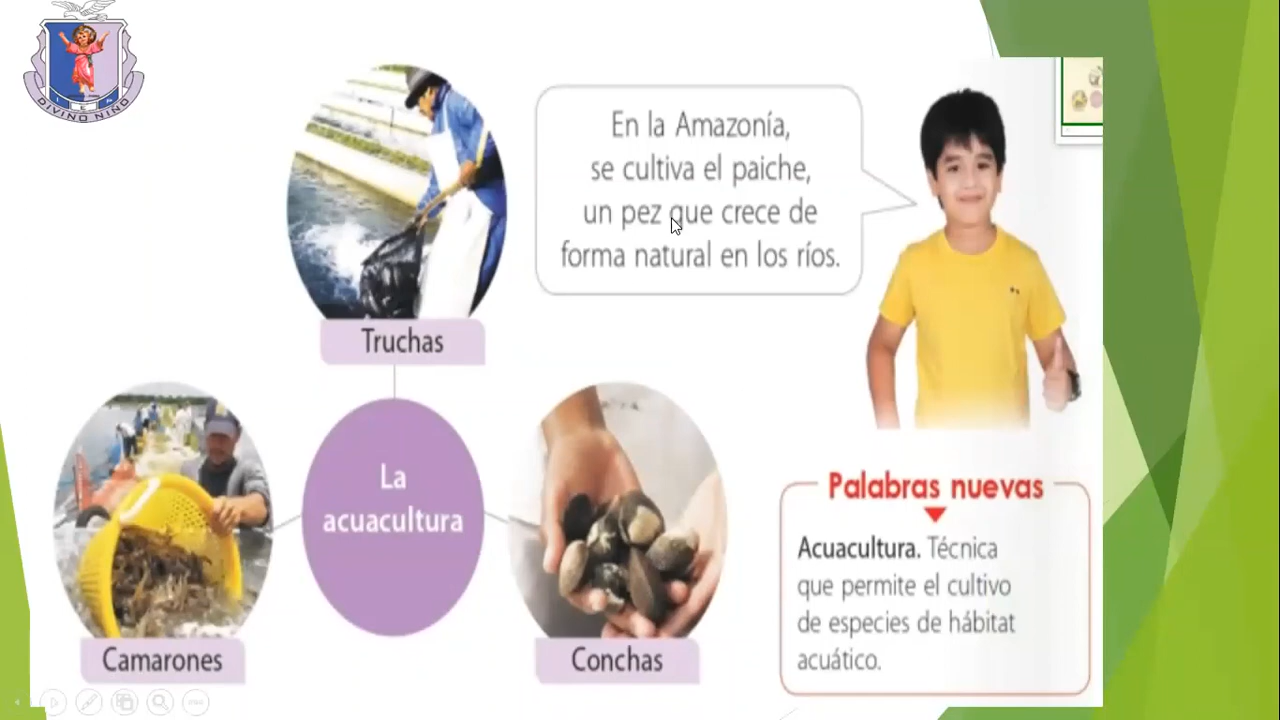 DIVINO NIÑO
I E P
En la Amazonía,
se cultiva el paiche,
un pez que crece de
forma natural en los ríos.
Truchas
La
acuacultura
Camarones
Conchas
Palabras nuevas
Acuacultura. Técnica
que permite el cultivo
de especies de hábitat
acuático.